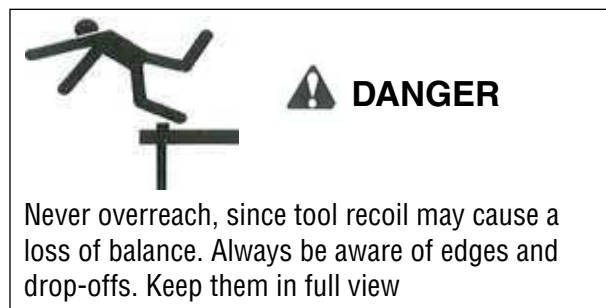 DANGER
Never overreach, since tool recoil may cause a
loss of balance. Always be aware of edges and
drop-offs. Keep them in full view